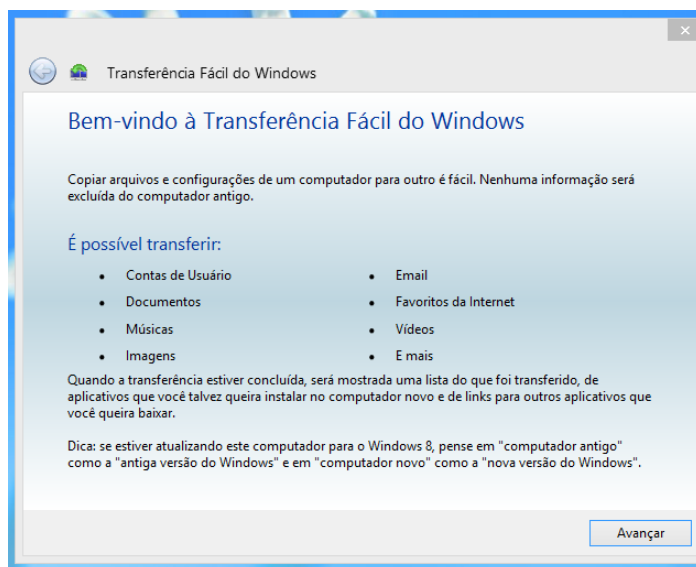 Transferência Fácil do Windows
Bem-vindo à Transferência Fácil do Windows
Copiar arquivos e configurações de um computador para outro é fácil. Nenhuma informação será
excluída do computador antigo.
É possível transferir:
• Contas de Usuário
• Documentos
• Músicas
• Imagens
• Email
• Favoritos da Internet
• Vídeos
• E mais
Quando a transferência estiver concluída, será mostrada uma lista do que foi transferido, de
aplicativos que você talvez queira instalar no computador novo e de links para outros aplicativos que
você queira baixar.
Dica: se estiver atualizando este computador para o Windows 8, pense em "computador antigo"
como a "antiga versão do Windows" e em "computador novo" como a "nova versão do Windows".
Avançar